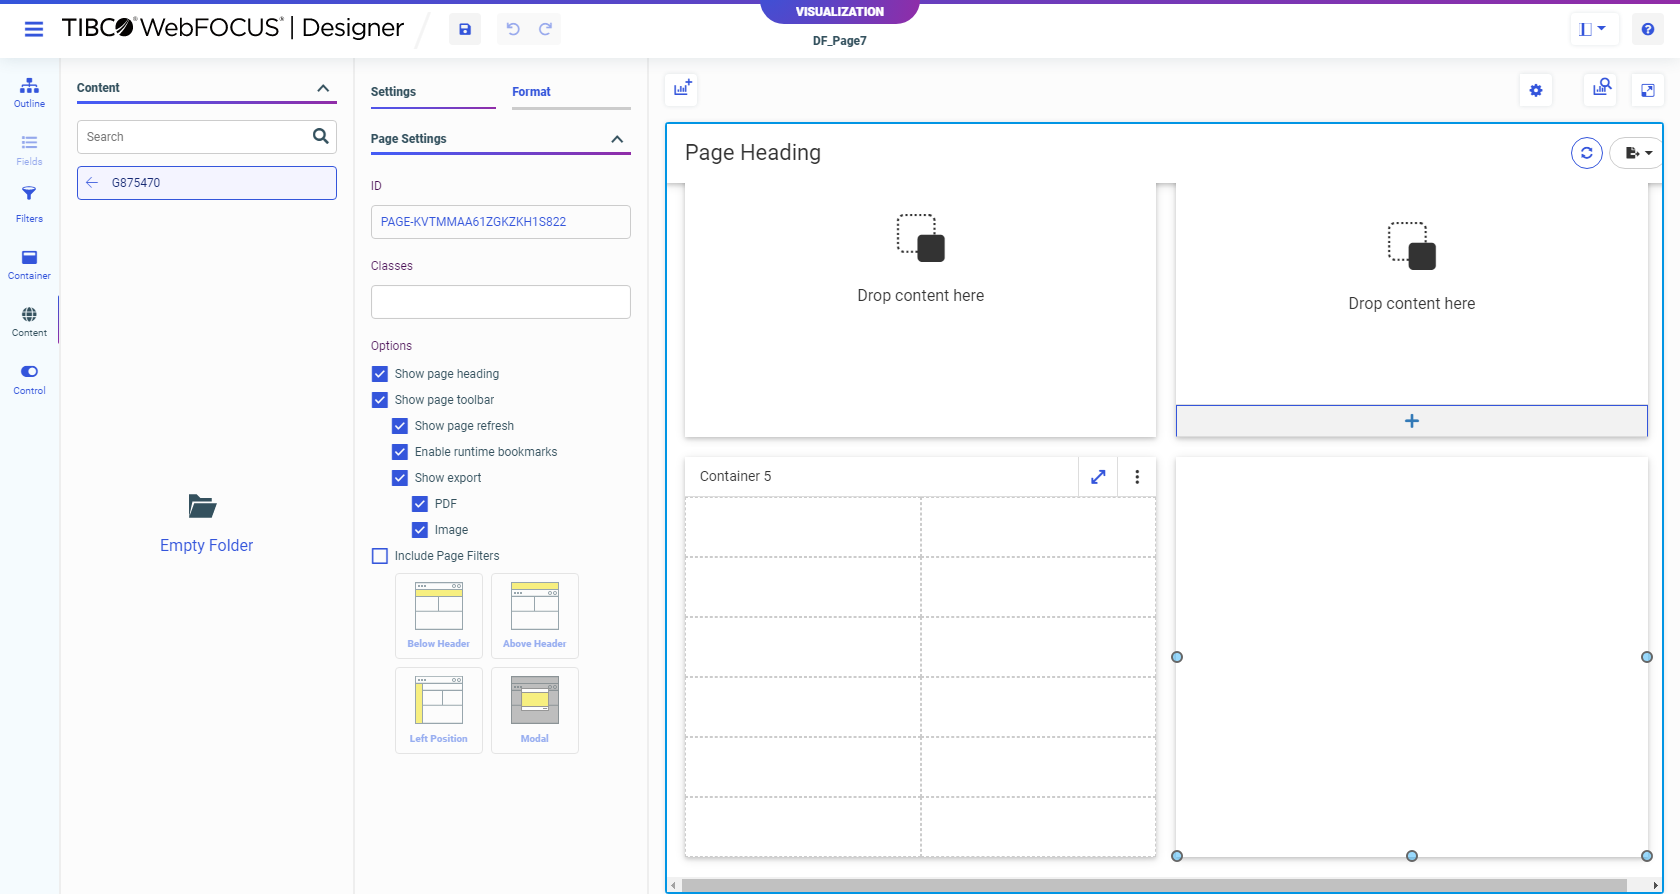 VISUALIZATION
TIBCO® WebFOCUS® | Designer
DF_Page7
Outline
Fields
Filters
Container
Content
Control
Content
Search
G875470
Empty Folder
Settings
Format
Page Settings
ID
PAGE-KVTMMAA61ZGKZKH1S822
Classes
Options
Show page heading
Show page toolbar
Show page refresh
Enable runtime bookmarks
Show export
PDF
Image
Include Page Filters
Below Header
Above Header
Left Position
Modal
Page Heading
Drop content here
Drop content here
Container 5